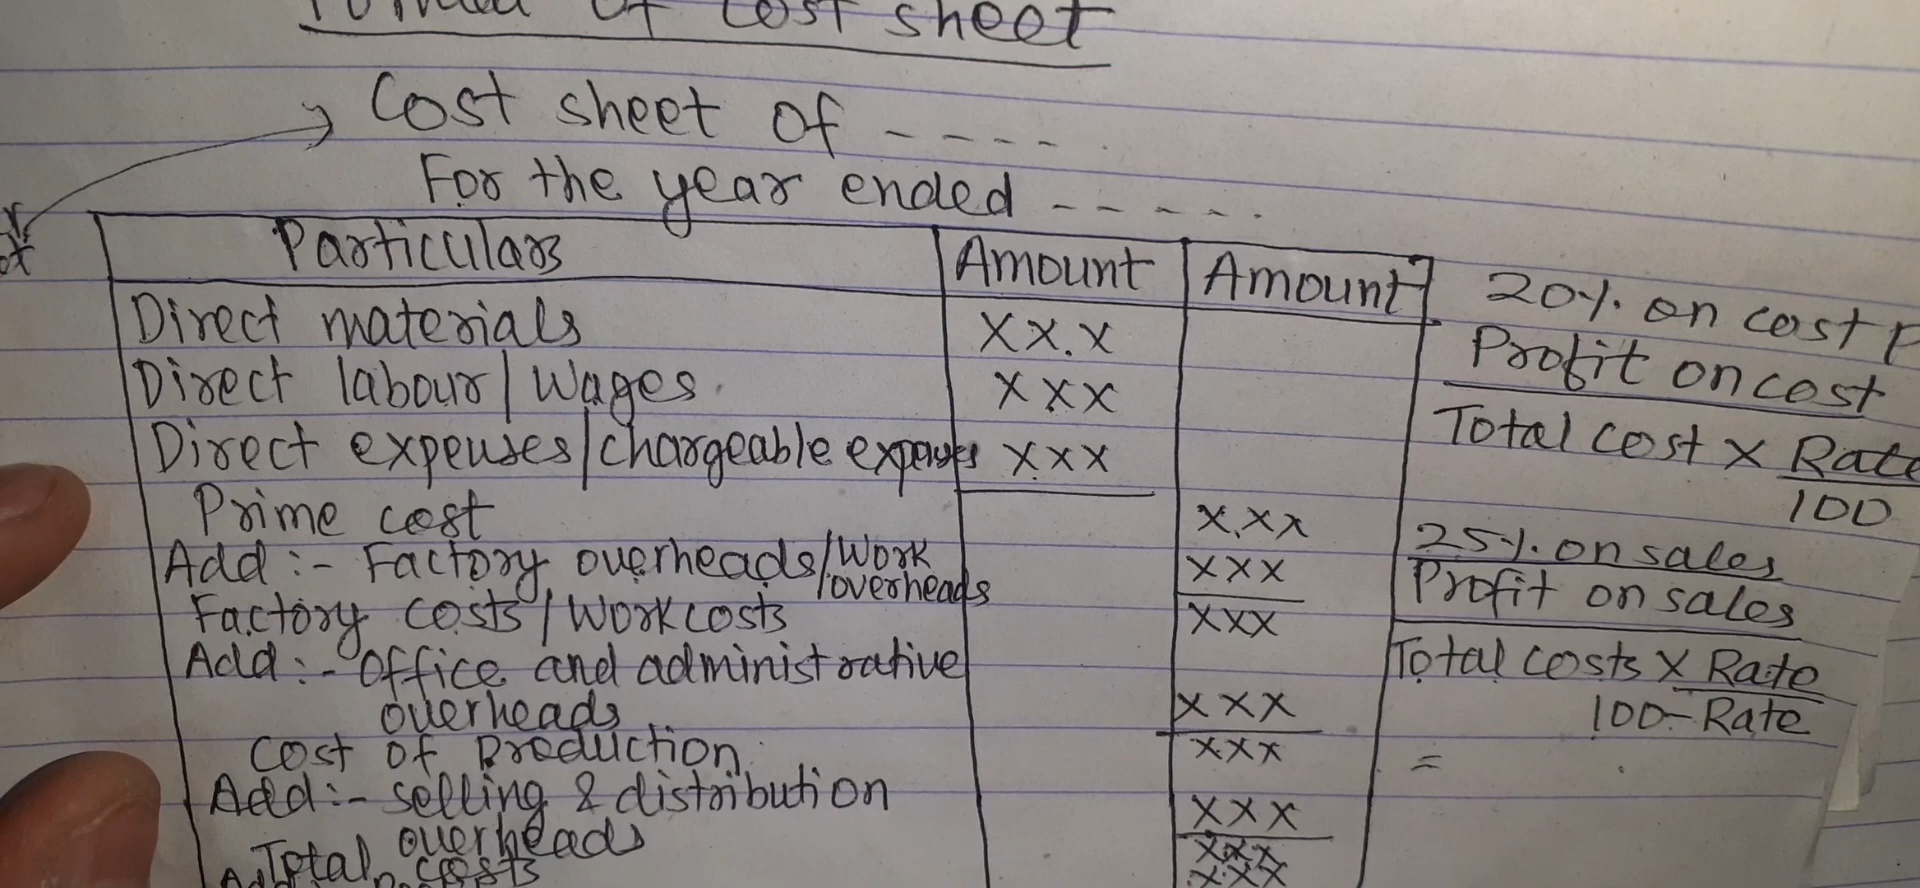 of cost sheet
Cost sheet of -----
For the year ended -----
Particulars Amount Amount
Direct materials XX.X
Direct labour/Wages. XXX
Direct expenses/chargeable expenses XXX
Prime cost X.XX
Add :- Factory overheads/Work XXX
/overheads
Factory costs/Work costs XXX
Add :- Office and administrative
overheads XXX
Cost of Production. XXX
Add :- selling & distribution XXX
overheads
Total costs XXX
XXX
20%. on cost
Profit on cost
Total cost X Rate
100
25%. on sales
Profit on sales
Total costs X Rate
100-Rate
=